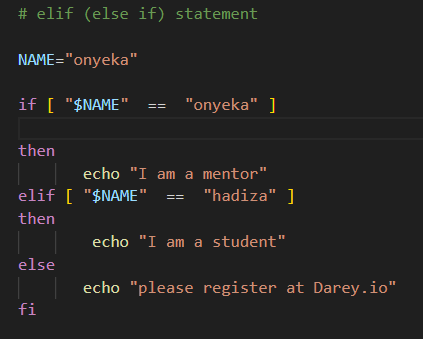 # elif (else if) statement
NAME="onyeka"
if [ "$NAME"  ==  "onyeka" ]
then
echo "I am a mentor"
elif [ "$NAME"  ==  "hadiza" ]
then
echo "I am a student"
else
echo "please register at Darey.io"
fi